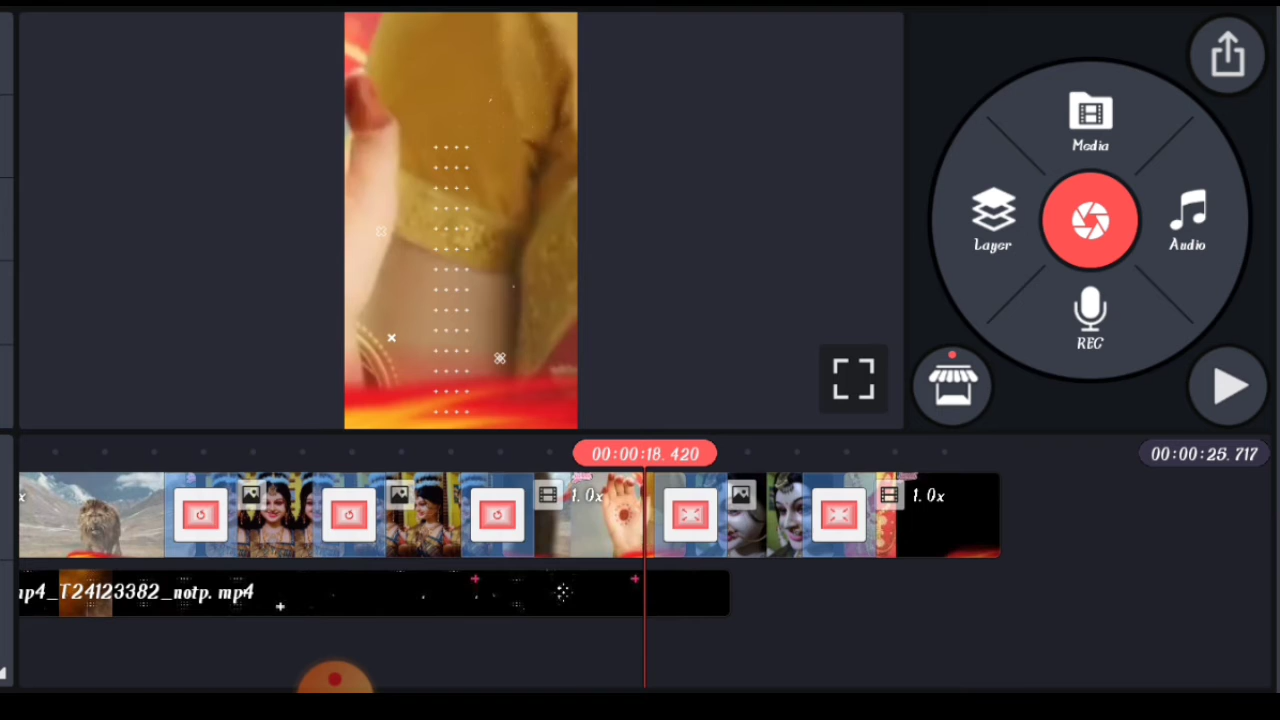 Media
Layer
Audio
REC
00:00:18.420
00:00:25.717
1.0x
1.0x
mp4_T24123382_notp.mp4